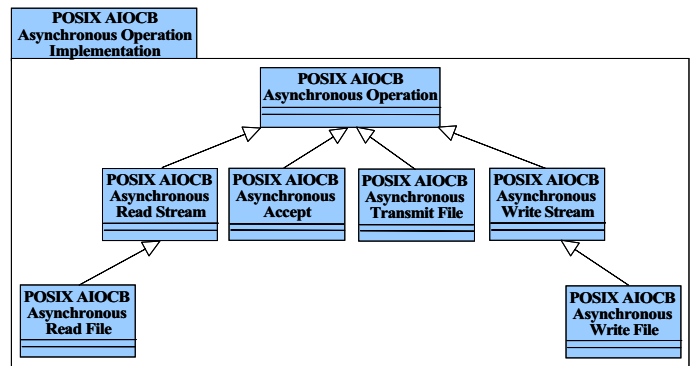 POSIX AIOCB
Asynchronous Operation
Implementation
POSIX AIOCB
Asynchronous Operation
POSIX AIOCB
Asynchronous
Read Stream
POSIX AIOCB
Asynchronous
Accept
POSIX AIOCB
Asynchronous
Transmit File
POSIX AIOCB
Asynchronous
Write Stream
POSIX AIOCB
Asynchronous
Read File
POSIX AIOCB
Asynchronous
Write File